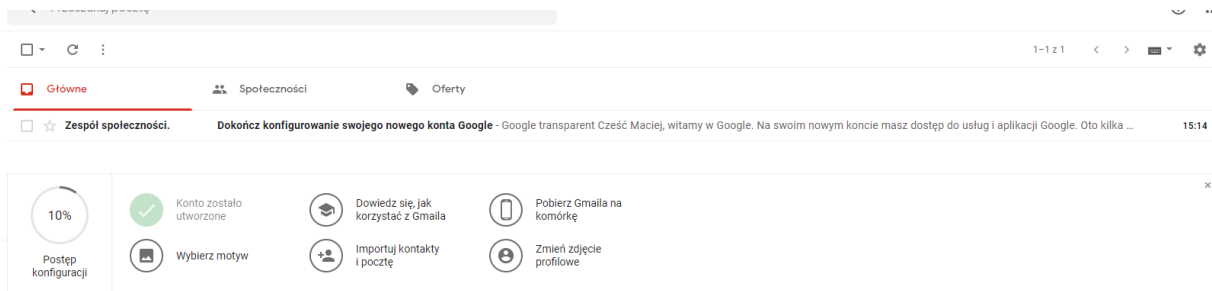 Przeszukaj pocztę
1–1 z 1
Główne
Społeczności
Oferty
Zespół społeczności. Dokończ konfigurowanie swojego nowego konta Google - Google transparent Cześć Maciej, witamy w Google. Na swoim nowym koncie masz dostęp do usług i aplikacji Google. Oto kilka ... 15:14
10%
Postęp
konfiguracji
Konto zostało
utworzone
Dowiedz się, jak
korzystać z Gmaila
Pobierz Gmaila na
komórkę
Wybierz motyw
Importuj kontakty
i pocztę
Zmień zdjęcie
profilowe